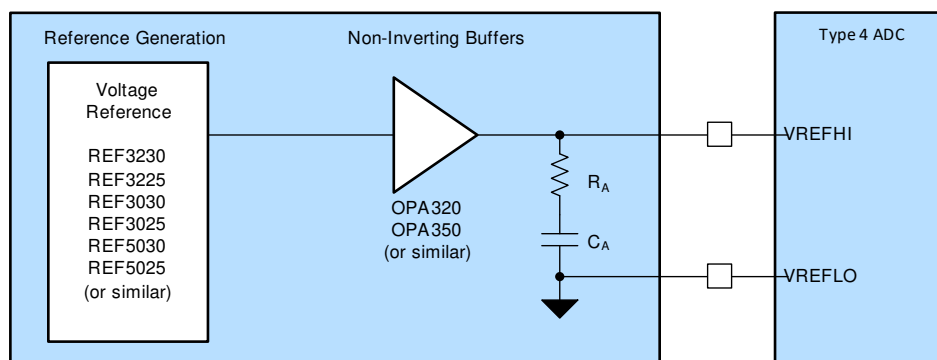 Reference Generation
Non-Inverting Buffers
Type 4 ADC
Voltage
Reference
REF3230
REF3225
REF3030
REF3025
REF5030
REF5025
(or similar)
OPA320
OPA350
(or similar)
RA
CA
VREFHI
VREFLO